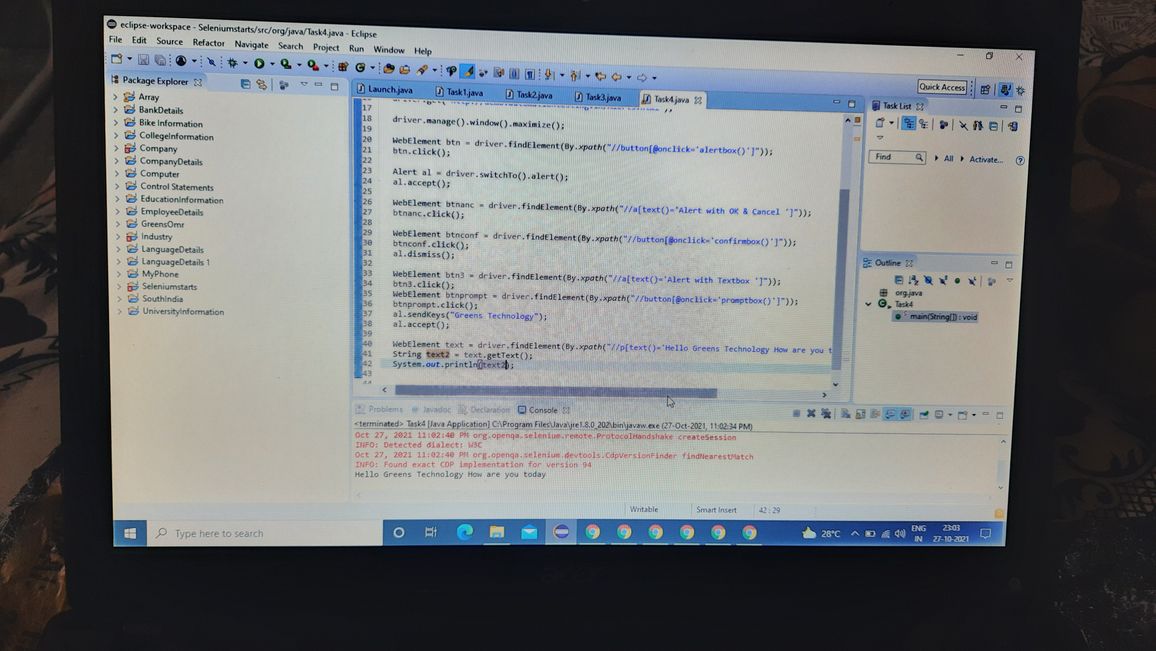 eclipse-workspace - Seleniumstarts/src/org/java/Task4.java - Eclipse
File Edit Source Refactor Navigate Search Project Run Window Help
Quick Access
Package Explorer
Array
BankDetails
Bike Information
CollegeInformation
Company
CompanyDetails
Computer
Control Statements
EducationInformation
EmployeeDetails
GreensOmr
Industry
LanguageDetails
LanguageDetails 1
MyPhone
Seleniumstarts
SouthIndia
UniversityInformation
Launch.java Task1.java Task2.java Task3.java Task4.java
17
18 driver.manage().window().maximize();
19
20 WebElement btn = driver.findElement(By.xpath("//button[@onclick='alertbox()']"));
21 btn.click();
22
23 Alert al = driver.switchTo().alert();
24 al.accept();
25
26 WebElement btnanc = driver.findElement(By.xpath("//a[text()='Alert with OK & Cancel ']"));
27 btnanc.click();
28
29 WebElement btnconf = driver.findElement(By.xpath("//button[@onclick='confirmbox()']"));
30 btnconf.click();
31 al.dismiss();
32
33 WebElement btn3 = driver.findElement(By.xpath("//a[text()='Alert with Textbox ']"));
34 btn3.click();
35 WebElement btnprompt = driver.findElement(By.xpath("//button[@onclick='promptbox()']"));
36 btnprompt.click();
37 al.sendKeys("Greens Technology");
38 al.accept();
39
40 WebElement text = driver.findElement(By.xpath("//p[text()='Hello Greens Technology How are you t
41 String text2 = text.getText();
42 System.out.println(text2);
43
Task List
Find All Activate...
Outline
org.java
Task4
main(String[]) : void
Problems Javadoc Declaration Console
<terminated> Task4 [Java Application] C:\Program Files\Java\jre1.8.0_202\bin\javaw.exe (27-Oct-2021, 11:02:34 PM)
Oct 27, 2021 11:02:40 PM org.openqa.selenium.remote.ProtocolHandshake createSession
INFO: Detected dialect: W3C
Oct 27, 2021 11:02:40 PM org.openqa.selenium.devtools.CdpVersionFinder findNearestMatch
INFO: Found exact CDP implementation for version 94
Hello Greens Technology How are you today
Writable Smart Insert 42 : 29
Type here to search
28°C
ENG
IN
23:03
27-10-2021